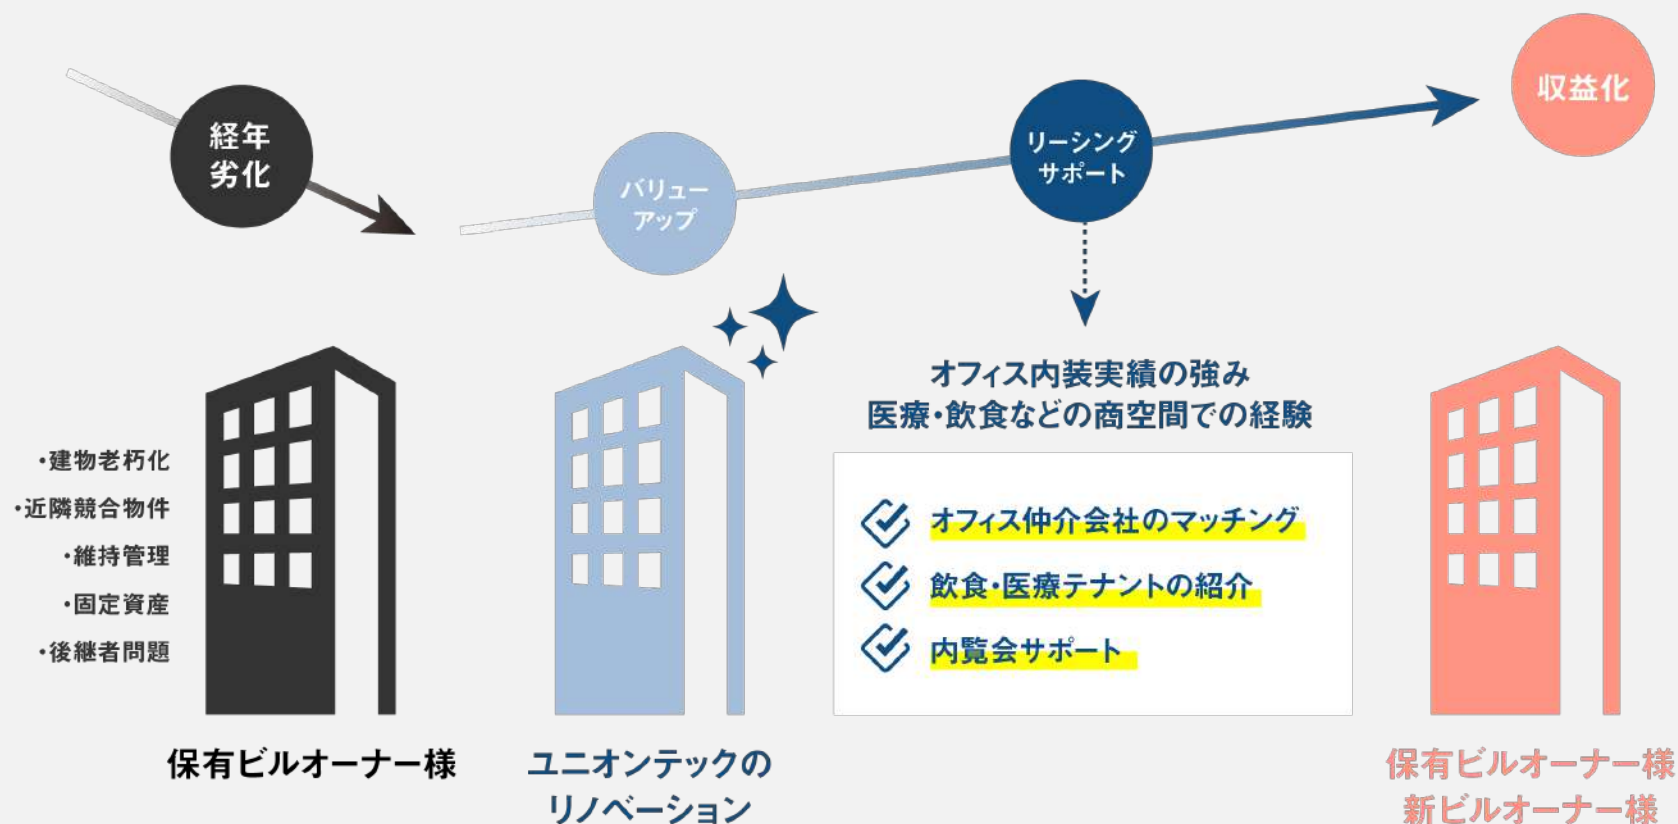 経年
劣化
バリュー
アップ
リーシング
サポート
収益化
・建物老朽化
・近隣競合物件
・維持管理
・固定資産
・後継者問題
オフィス内装実績の強み
医療・飲食などの商空間での経験
オフィス仲介会社のマッチング
飲食・医療テナントの紹介
内覧会サポート
保有ビルオーナー様
ユニオンテックの
リノベーション
保有ビルオーナー様
新ビルオーナー様